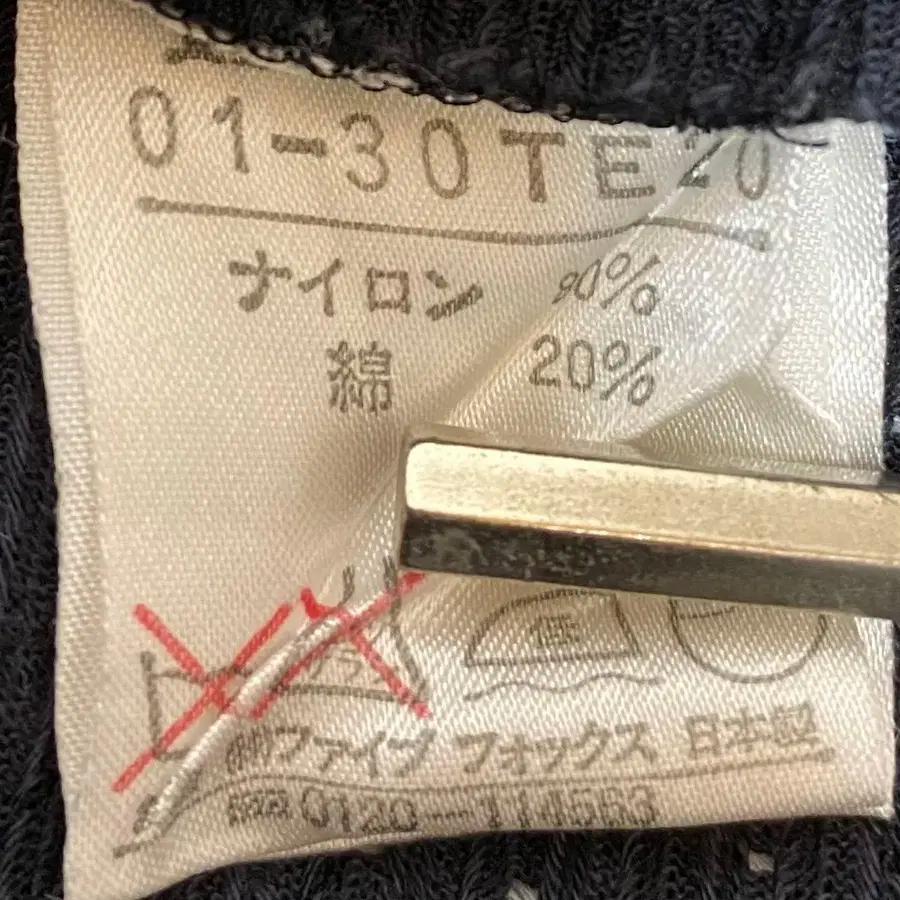 01-30TE20
ナイロン 80%
綿 20%
低
㈱ファイブ フォックス 日本製
0120-114563